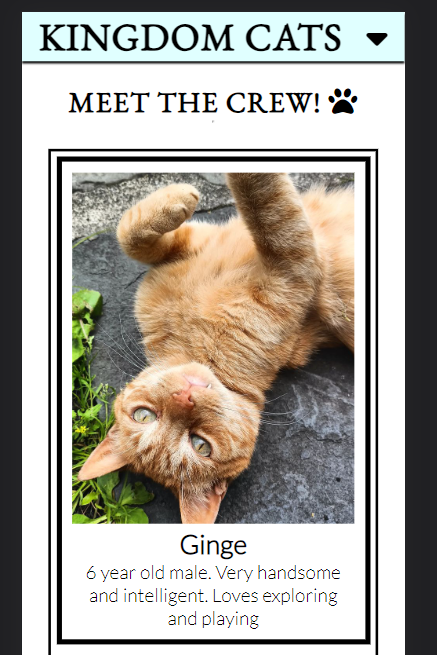 KINGDOM CATS
MEET THE CREW!
Ginge
6 year old male. Very handsome
and intelligent. Loves exploring
and playing